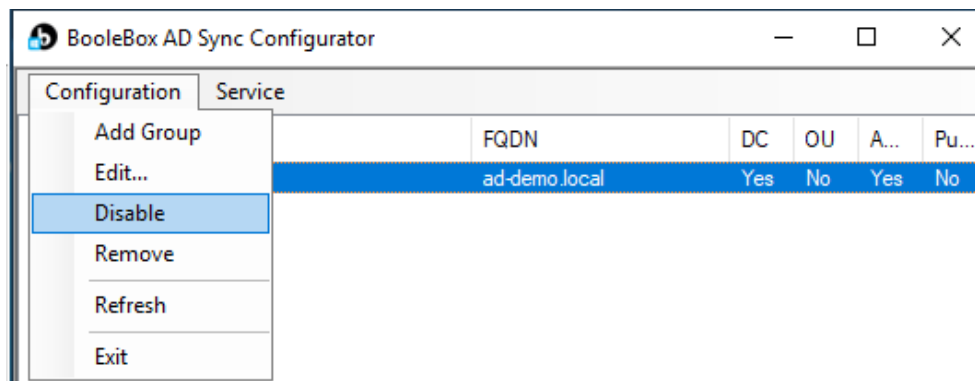 BooleBox AD Sync Configurator
Configuration Service
Add Group
FQDN DC OU A... Pu...
Edit...
ad-demo.local Yes No Yes No
Disable
Remove
Refresh
Exit